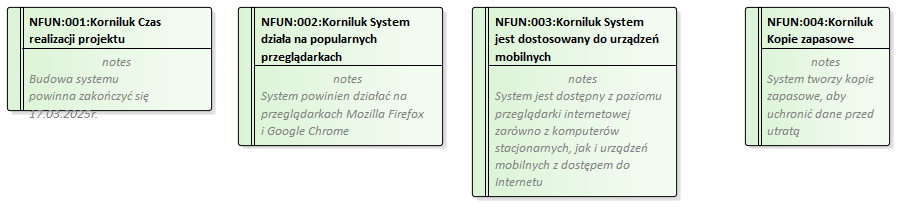 NFUN:001:Korniluk Czas
realizacji projektu
notes
Budowa systemu
powinna zakończyć się
17.03.2025r.
NFUN:002:Korniluk System
działa na popularnych
przeglądarkach
notes
System powinien działać na
przeglądarkach Mozilla Firefox
i Google Chrome
NFUN:003:Korniluk System
jest dostosowany do urządzeń
mobilnych
notes
System jest dostępny z poziomu
przeglądarki internetowej
zarówno z komputerów
stacjonarnych, jak i urządzeń
mobilnych z dostępem do
Internetu
NFUN:004:Korniluk
Kopie zapasowe
notes
System tworzy kopie
zapasowe, aby
uchronić dane przed
utratą